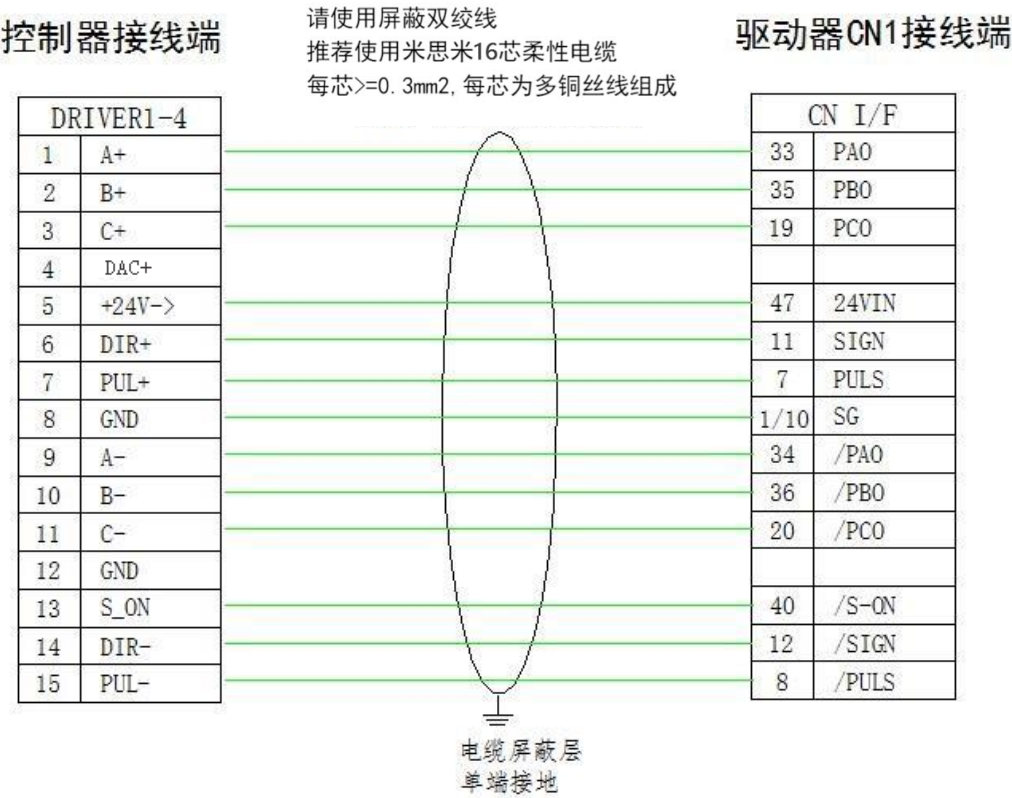 请使用屏蔽双绞线
推荐使用米思米16芯柔性电缆
每芯>=0.3mm2,每芯为多铜丝线组成
控制器接线端
驱动器CN1接线端
DRIVER1-4
1 A+
2 B+
3 C+
4 DAC+
5 +24V->
6 DIR+
7 PUL+
8 GND
9 A-
10 B-
11 C-
12 GND
13 S_ON
14 DIR-
15 PUL-
CN I/F
33 PAO
35 PBO
19 PCO
47 24VIN
11 SIGN
7 PULS
1/10 SG
34 /PAO
36 /PBO
20 /PCO
40 /S-ON
12 /SIGN
8 /PULS
电缆屏蔽层
单端接地